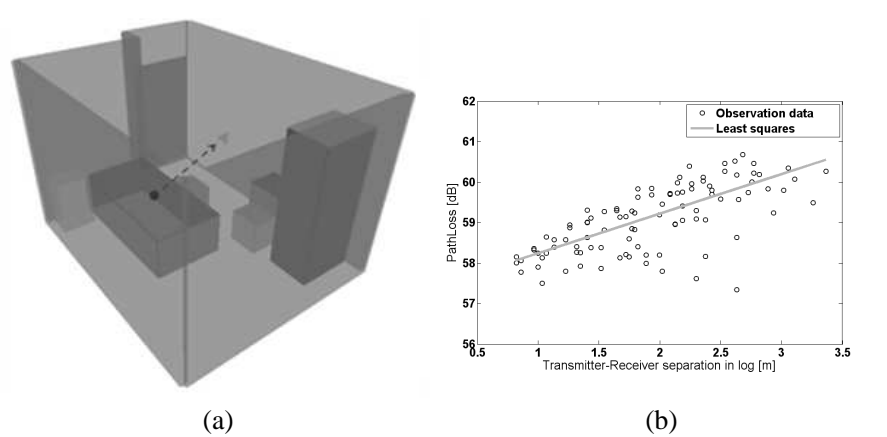 62
61
60
59
58
57
56
PathLoss [dB]
Observation data
Least squares
0.5 1 1.5 2 2.5 3 3.5
Transmitter-Receiver separation in log [m]
(a) (b)